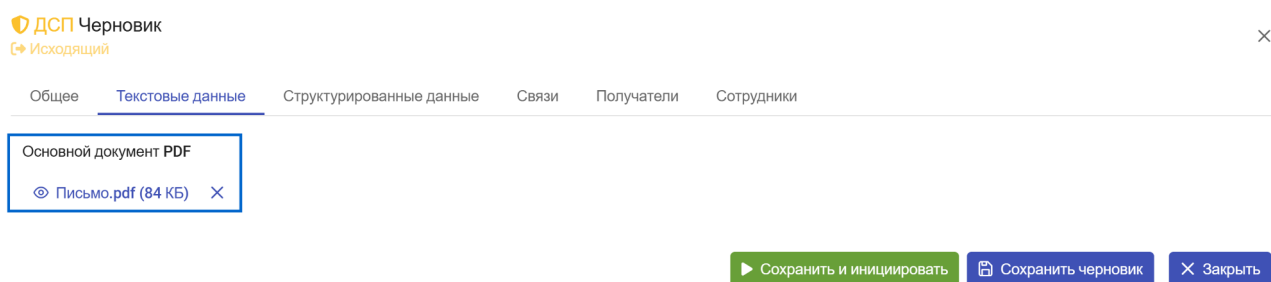 ДСП Черновик
Исходящий
Общее Текстовые данные Структурированные данные Связи Получатели Сотрудники
Основной документ PDF
Письмо.pdf (84 КБ)
Сохранить и инициировать Сохранить черновик Закрыть